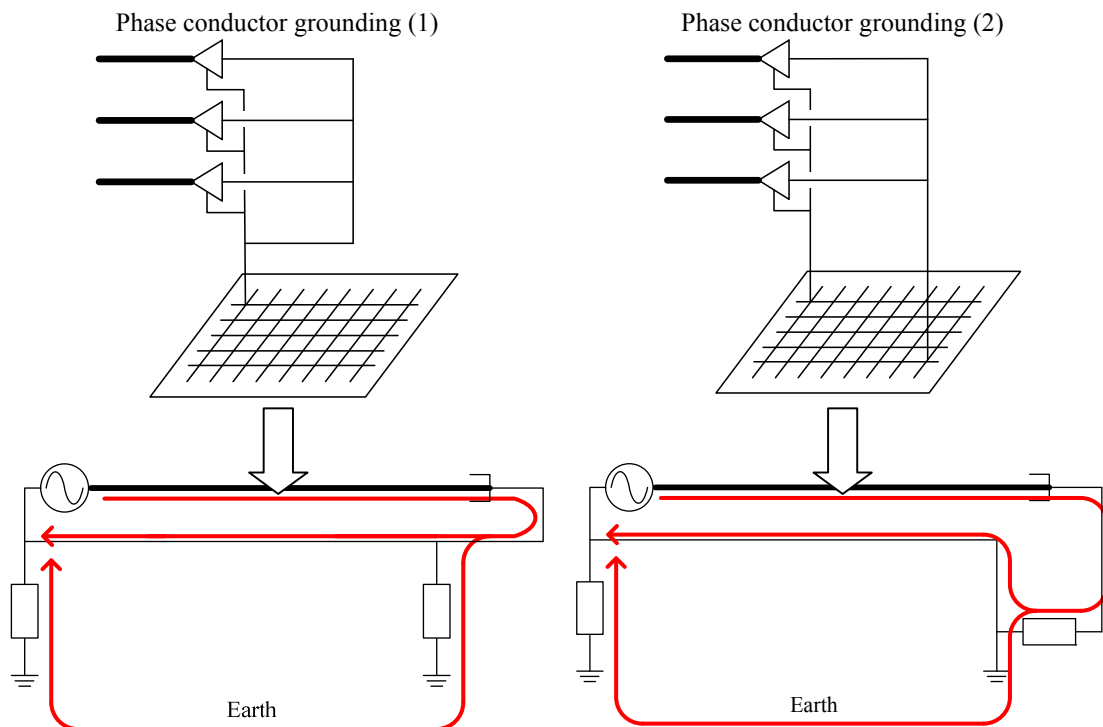 Phase conductor grounding (1)
Phase conductor grounding (2)
Earth
Earth